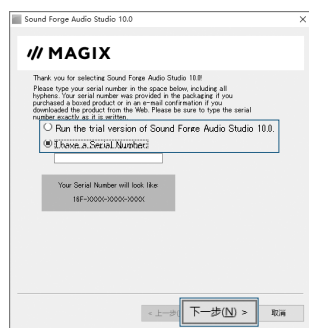 Sound Forge Audio Studio 10.0
MAGIX
Thank you for selecting Sound Forge Audio Studio 10.0!
Please type your serial number in the space below, including all
hyphens. Your serial number was provided in the packaging if you
purchased a boxed product or in an e-mail confirmation if you
downloaded the product from the Web. Please be sure to type the serial
number exactly as it is written.
Run the trial version of Sound Forge Audio Studio 10.0.
I have a Serial Number:
Your Serial Number will look like:
16F-XXXX-XXXX-XXXX
< 上一步(
下一步(N) >
取消